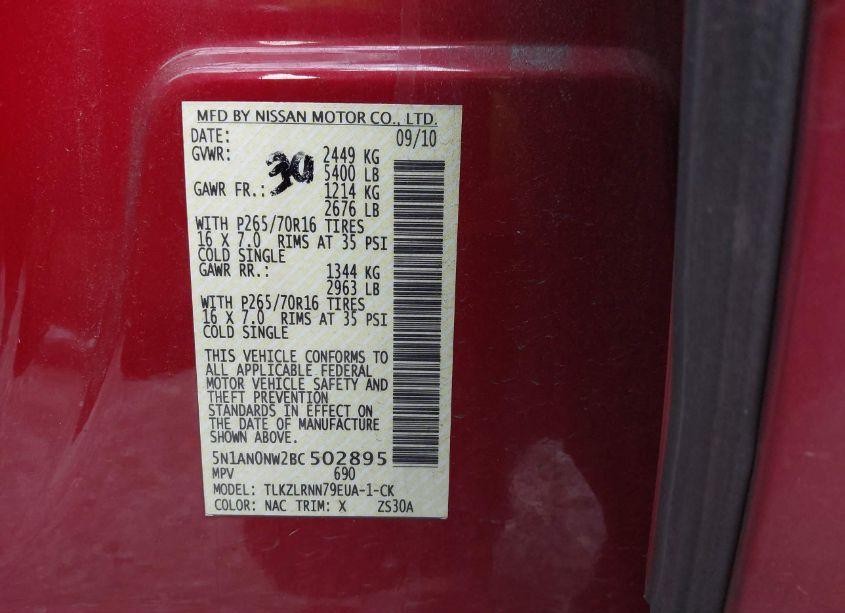 MFD BY NISSAN MOTOR CO., LTD.
DATE: 09/10
GVWR: 2449 KG
30 5400 LB
GAWR FR.: 1214 KG
2676 LB
WITH P265/70R16 TIRES
16 X 7.0 RIMS AT 35 PSI
COLD SINGLE
GAWR RR.: 1344 KG
2963 LB
WITH P265/70R16 TIRES
16 X 7.0 RIMS AT 35 PSI
COLD SINGLE
THIS VEHICLE CONFORMS TO
ALL APPLICABLE FEDERAL
MOTOR VEHICLE SAFETY AND
THEFT PREVENTION
STANDARDS IN EFFECT ON
THE DATE OF MANUFACTURE
SHOWN ABOVE.
5N1AN0NW2BC502895
MPV 690
MODEL: TLKZLRNN79EUA-1-CK
COLOR: NAC TRIM: X ZS30A